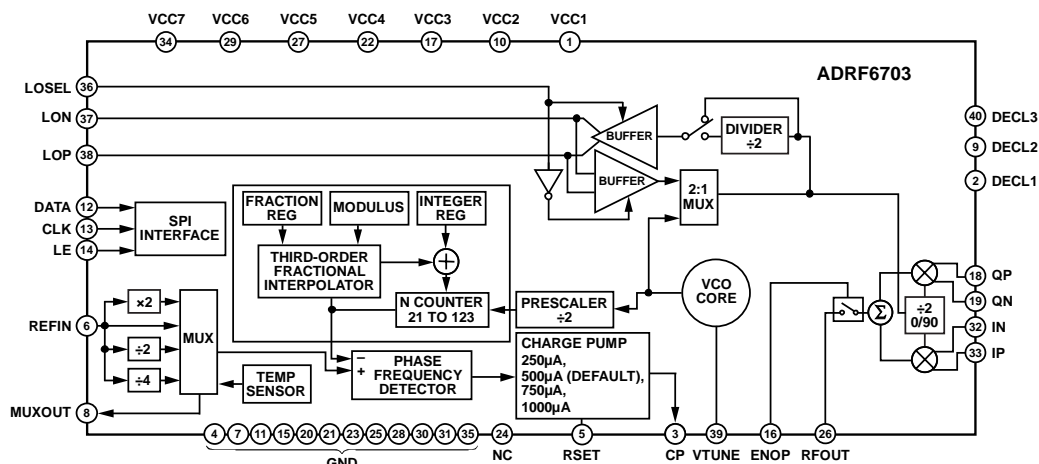 VCC7 VCC6 VCC5 VCC4 VCC3 VCC2 VCC1
34 29 27 22 17 10 1
ADRF6703
LOSEL 36
LON 37
LOP 38
BUFFER
DIVIDER
÷2
BUFFER
2:1
MUX
40 DECL3
9 DECL2
2 DECL1
DATA 12
CLK 13
LE 14
SPI
INTERFACE
FRACTION
REG
MODULUS
INTEGER
REG
THIRD-ORDER
FRACTIONAL
INTERPOLATOR
+
N COUNTER
21 TO 123
PRESCALER
÷2
VCO
CORE
18 QP
19 QN
32 IN
33 IP
Σ
÷2
0/90
REFIN 6
×2
÷2
÷4
MUX
TEMP
SENSOR
MUXOUT 8
−
+
PHASE
FREQUENCY
DETECTOR
CHARGE PUMP
250µA,
500µA (DEFAULT),
750µA,
1000µA
4 7 11 15 20 21 23 25 28 30 31 35 24 5 3 39 16 26
GND NC RSET CP VTUNE ENOP RFOUT